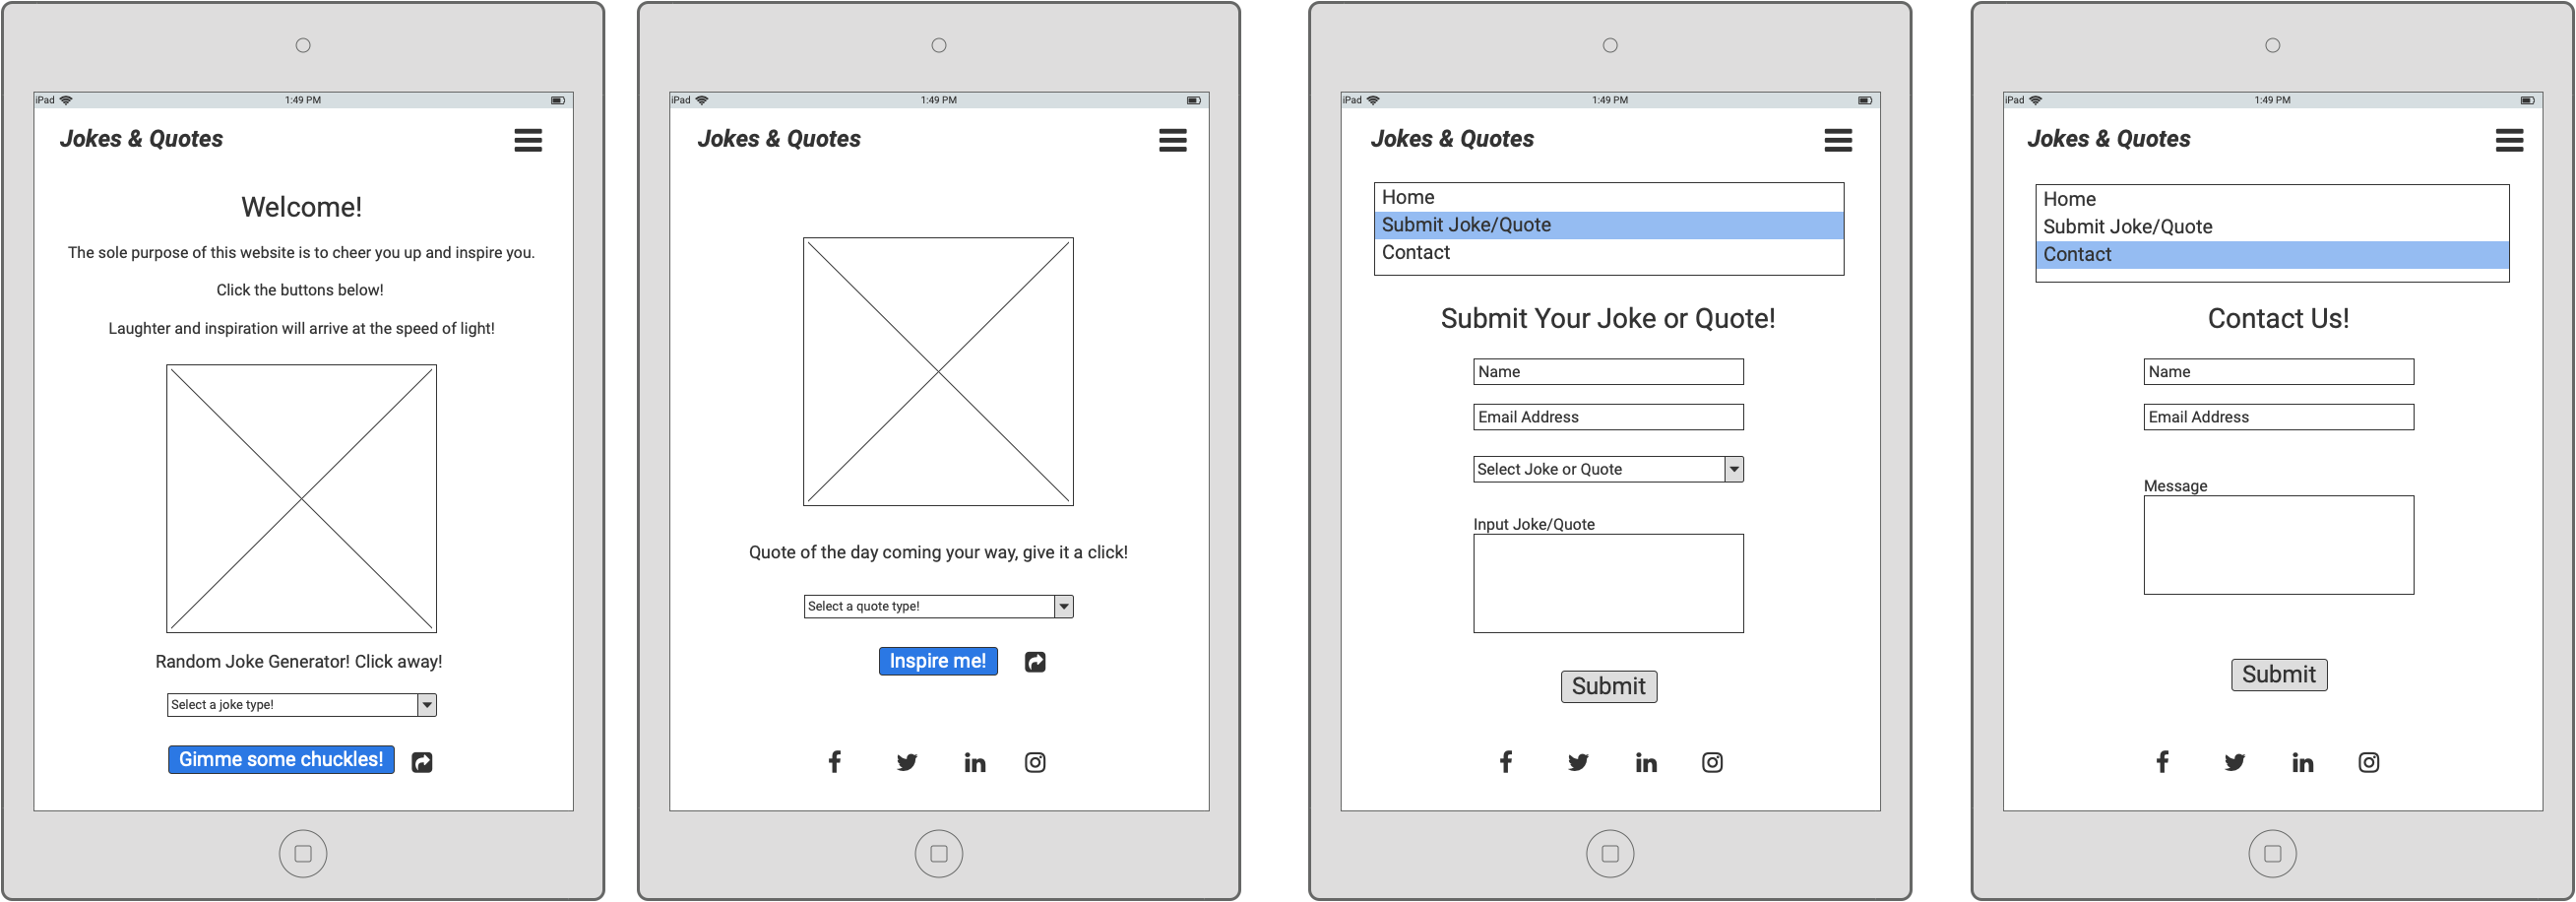 iPad
1:49 PM
Jokes & Quotes
Welcome!
The sole purpose of this website is to cheer you up and inspire you.
Click the buttons below!
Laughter and inspiration will arrive at the speed of light!
Random Joke Generator! Click away!
Select a joke type!
Gimme some chuckles!
iPad
1:49 PM
Jokes & Quotes
Quote of the day coming your way, give it a click!
Select a quote type!
Inspire me!
iPad
1:49 PM
Jokes & Quotes
Home
Submit Joke/Quote
Contact
Submit Your Joke or Quote!
Name
Email Address
Select Joke or Quote
Input Joke/Quote
Submit
iPad
1:49 PM
Jokes & Quotes
Home
Submit Joke/Quote
Contact
Contact Us!
Name
Email Address
Message
Submit